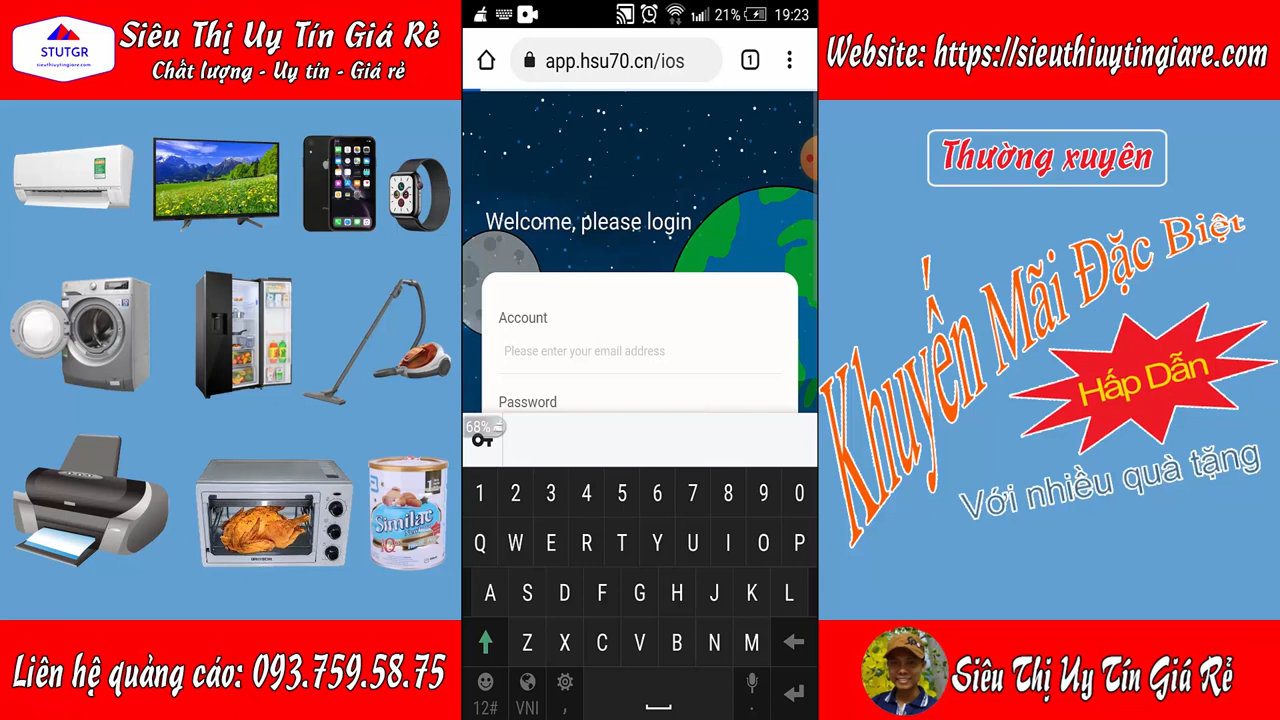 STUTGR
sieuthiuytingiare.com
Siêu Thị Uy Tín Giá Rẻ
Chất lượng - Uy tín - Giá rẻ
21% 19:23
app.hsu70.cn/ios
1
Welcome, please login
Account
Please enter your email address
Password
68%
1 2 3 4 5 6 7 8 9 0
Q W E R T Y U I O P
A S D F G H J K L
Z X C V B N M
12# VNI , .
Website: https://sieuthiuytingiare.com
Thường xuyên
Khuyến Mãi Đặc Biệt
Hấp Dẫn
Với nhiều quà tặng
Similac
Liên hệ quảng cáo: 093.759.58.75
Siêu Thị Uy Tín Giá Rẻ